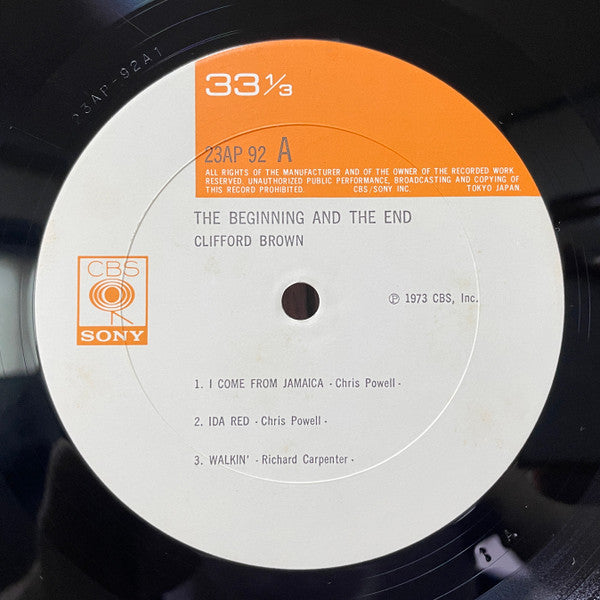 23AP-92A1
33 1/3
23AP 92 A
ALL RIGHTS OF THE MANUFACTURER AND OF THE OWNER OF THE RECORDED WORK
RESERVED. UNAUTHORIZED PUBLIC PERFORMANCE, BROADCASTING AND COPYING OF
THIS RECORD PROHIBITED. CBS/SONY INC. TOKYO JAPAN.
THE BEGINNING AND THE END
CLIFFORD BROWN
CBS
SONY
℗ 1973 CBS, Inc.
1. I COME FROM JAMAICA - Chris Powell -
2. IDA RED - Chris Powell -
3. WALKIN' - Richard Carpenter -